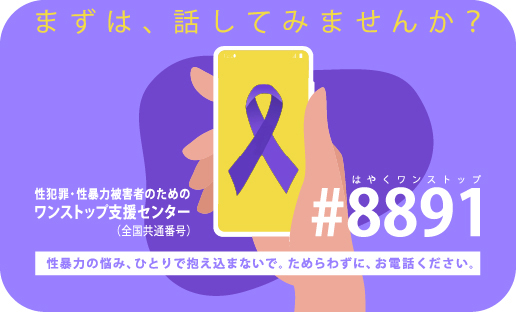 まずは、話してみませんか？
性犯罪・性暴力被害者のための
ワンストップ支援センター
（全国共通番号）
はやくワンストップ
#8891
性暴力の悩み、ひとりで抱え込まないで。ためらわずに、お電話ください。